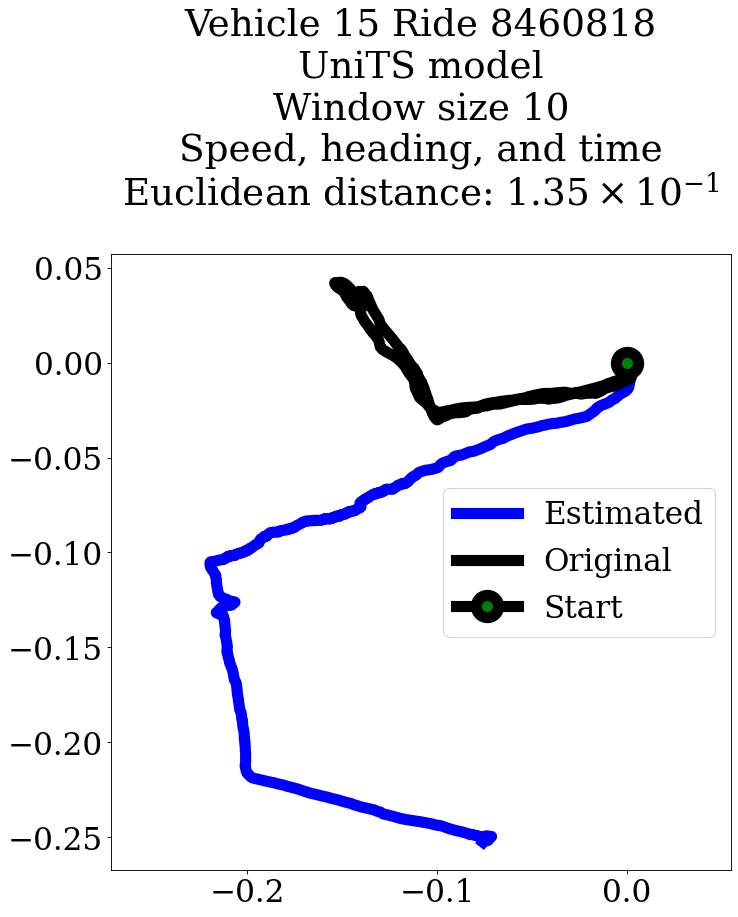 Vehicle 15 Ride 8460818
UniTS model
Window size 10
Speed, heading, and time
Euclidean distance: 1.35 × 10⁻¹
0.05
0.00
−0.05
−0.10
−0.15
−0.20
−0.25
Estimated
Original
Start
−0.2 −0.1 0.0